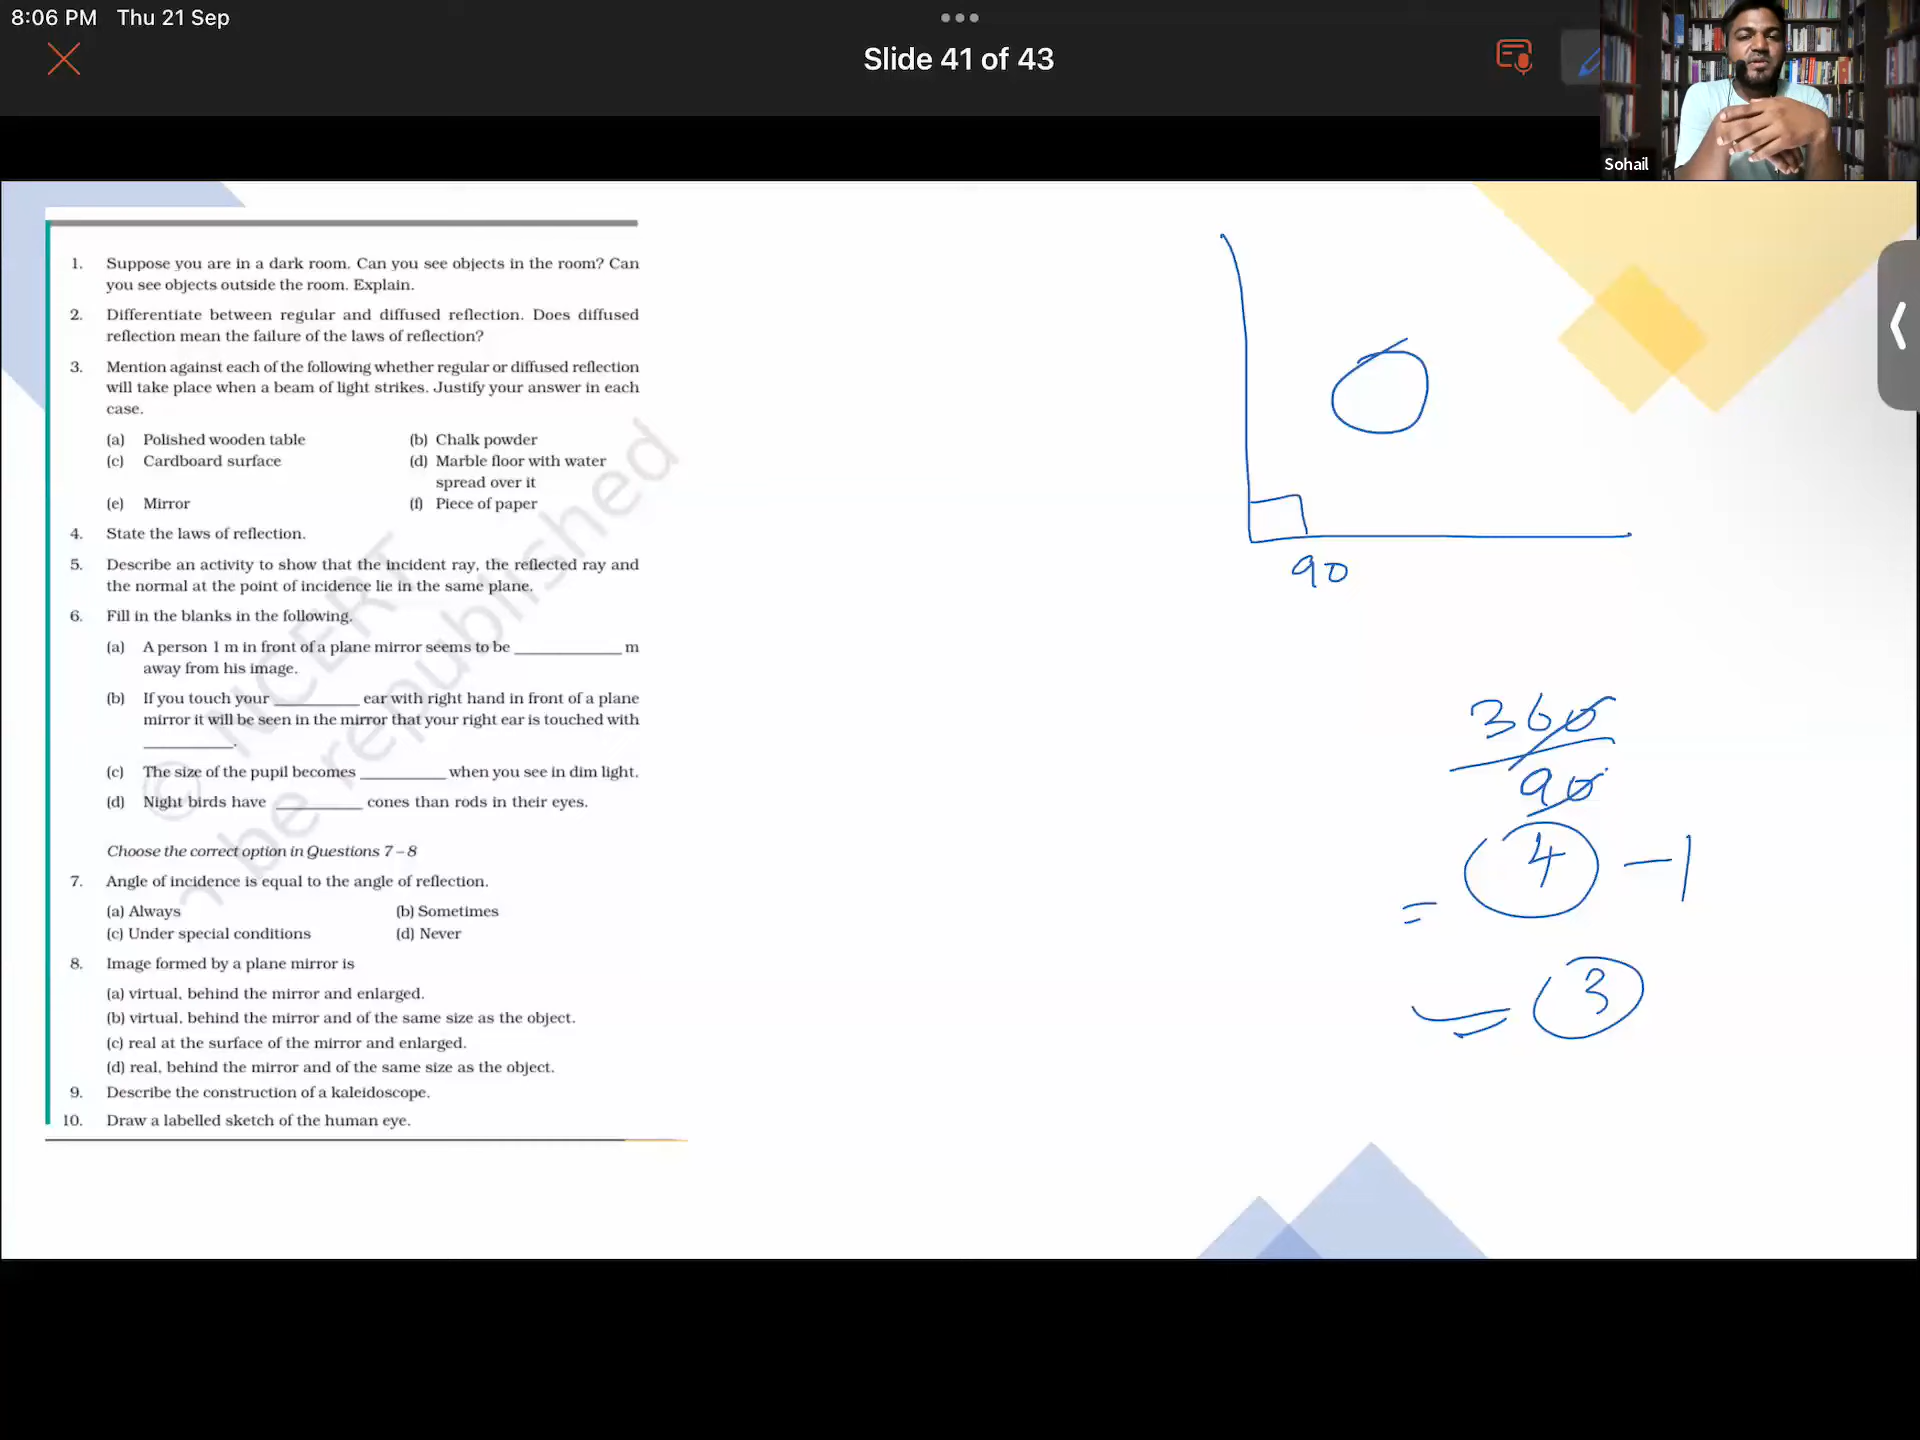 8:06 PM Thu 21 Sep
Slide 41 of 43
Sohail
1. Suppose you are in a dark room. Can you see objects in the room? Can
you see objects outside the room. Explain.
2. Differentiate between regular and diffused reflection. Does diffused
reflection mean the failure of the laws of reflection?
3. Mention against each of the following whether regular or diffused reflection
will take place when a beam of light strikes. Justify your answer in each
case.
(a) Polished wooden table (b) Chalk powder
(c) Cardboard surface (d) Marble floor with water
spread over it
(e) Mirror (f) Piece of paper
4. State the laws of reflection.
5. Describe an activity to show that the incident ray, the reflected ray and
the normal at the point of incidence lie in the same plane.
6. Fill in the blanks in the following.
(a) A person 1 m in front of a plane mirror seems to be _____________ m
away from his image.
(b) If you touch your __________ ear with right hand in front of a plane
mirror it will be seen in the mirror that your right ear is touched with
___________.
(c) The size of the pupil becomes __________ when you see in dim light.
(d) Night birds have __________ cones than rods in their eyes.
Choose the correct option in Questions 7 – 8
7. Angle of incidence is equal to the angle of reflection.
(a) Always (b) Sometimes
(c) Under special conditions (d) Never
8. Image formed by a plane mirror is
(a) virtual, behind the mirror and enlarged.
(b) virtual, behind the mirror and of the same size as the object.
(c) real at the surface of the mirror and enlarged.
(d) real, behind the mirror and of the same size as the object.
9. Describe the construction of a kaleidoscope.
10. Draw a labelled sketch of the human eye.
© NCERT
be republished
90
360
90
= 4 - 1
= 3